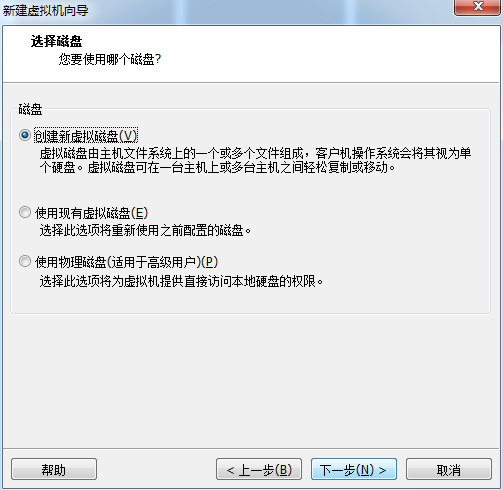 新建虚拟机向导
选择磁盘
您要使用哪个磁盘?
磁盘
创建新虚拟磁盘(V)
虚拟磁盘由主机文件系统上的一个或多个文件组成，客户机操作系统会将其视为单
个硬盘。虚拟磁盘可在一台主机上或多台主机之间轻松复制或移动。
使用现有虚拟磁盘(E)
选择此选项将重新使用之前配置的磁盘。
使用物理磁盘(适用于高级用户)(P)
选择此选项将为虚拟机提供直接访问本地硬盘的权限。
帮助
< 上一步(B)
下一步(N) >
取消